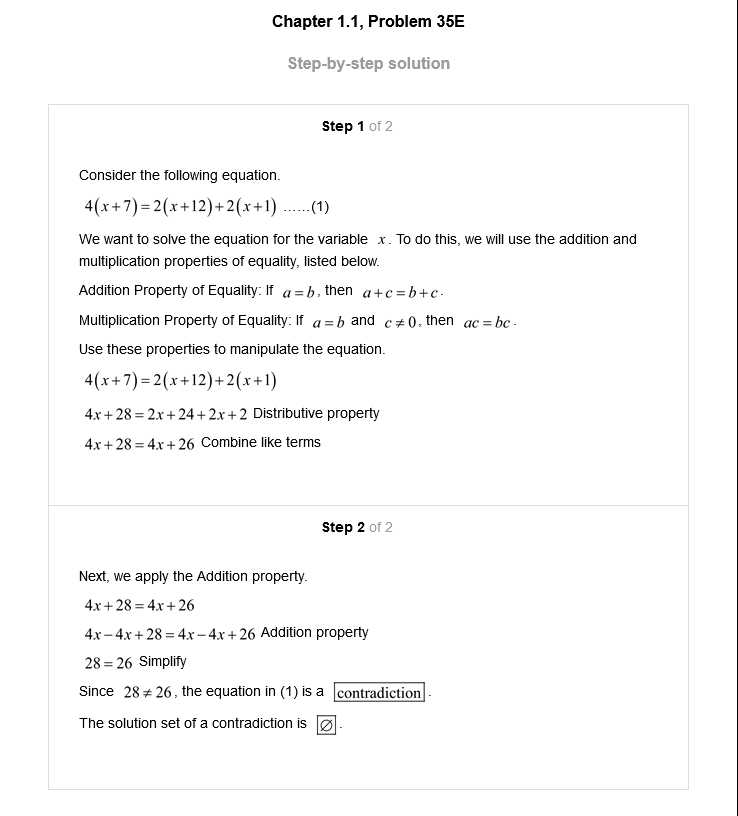 Chapter 1.1, Problem 35E
Step-by-step solution
Step 1 of 2
Consider the following equation.
4(x+7)=2(x+12)+2(x+1) ......(1)
We want to solve the equation for the variable x. To do this, we will use the addition and
multiplication properties of equality, listed below.
Addition Property of Equality: If a=b, then a+c=b+c.
Multiplication Property of Equality: If a=b and c≠0, then ac=bc.
Use these properties to manipulate the equation.
4(x+7)=2(x+12)+2(x+1)
4x+28=2x+24+2x+2 Distributive property
4x+28=4x+26 Combine like terms
Step 2 of 2
Next, we apply the Addition property.
4x+28=4x+26
4x-4x+28=4x-4x+26 Addition property
28=26 Simplify
Since 28≠26, the equation in (1) is a contradiction.
The solution set of a contradiction is ∅.